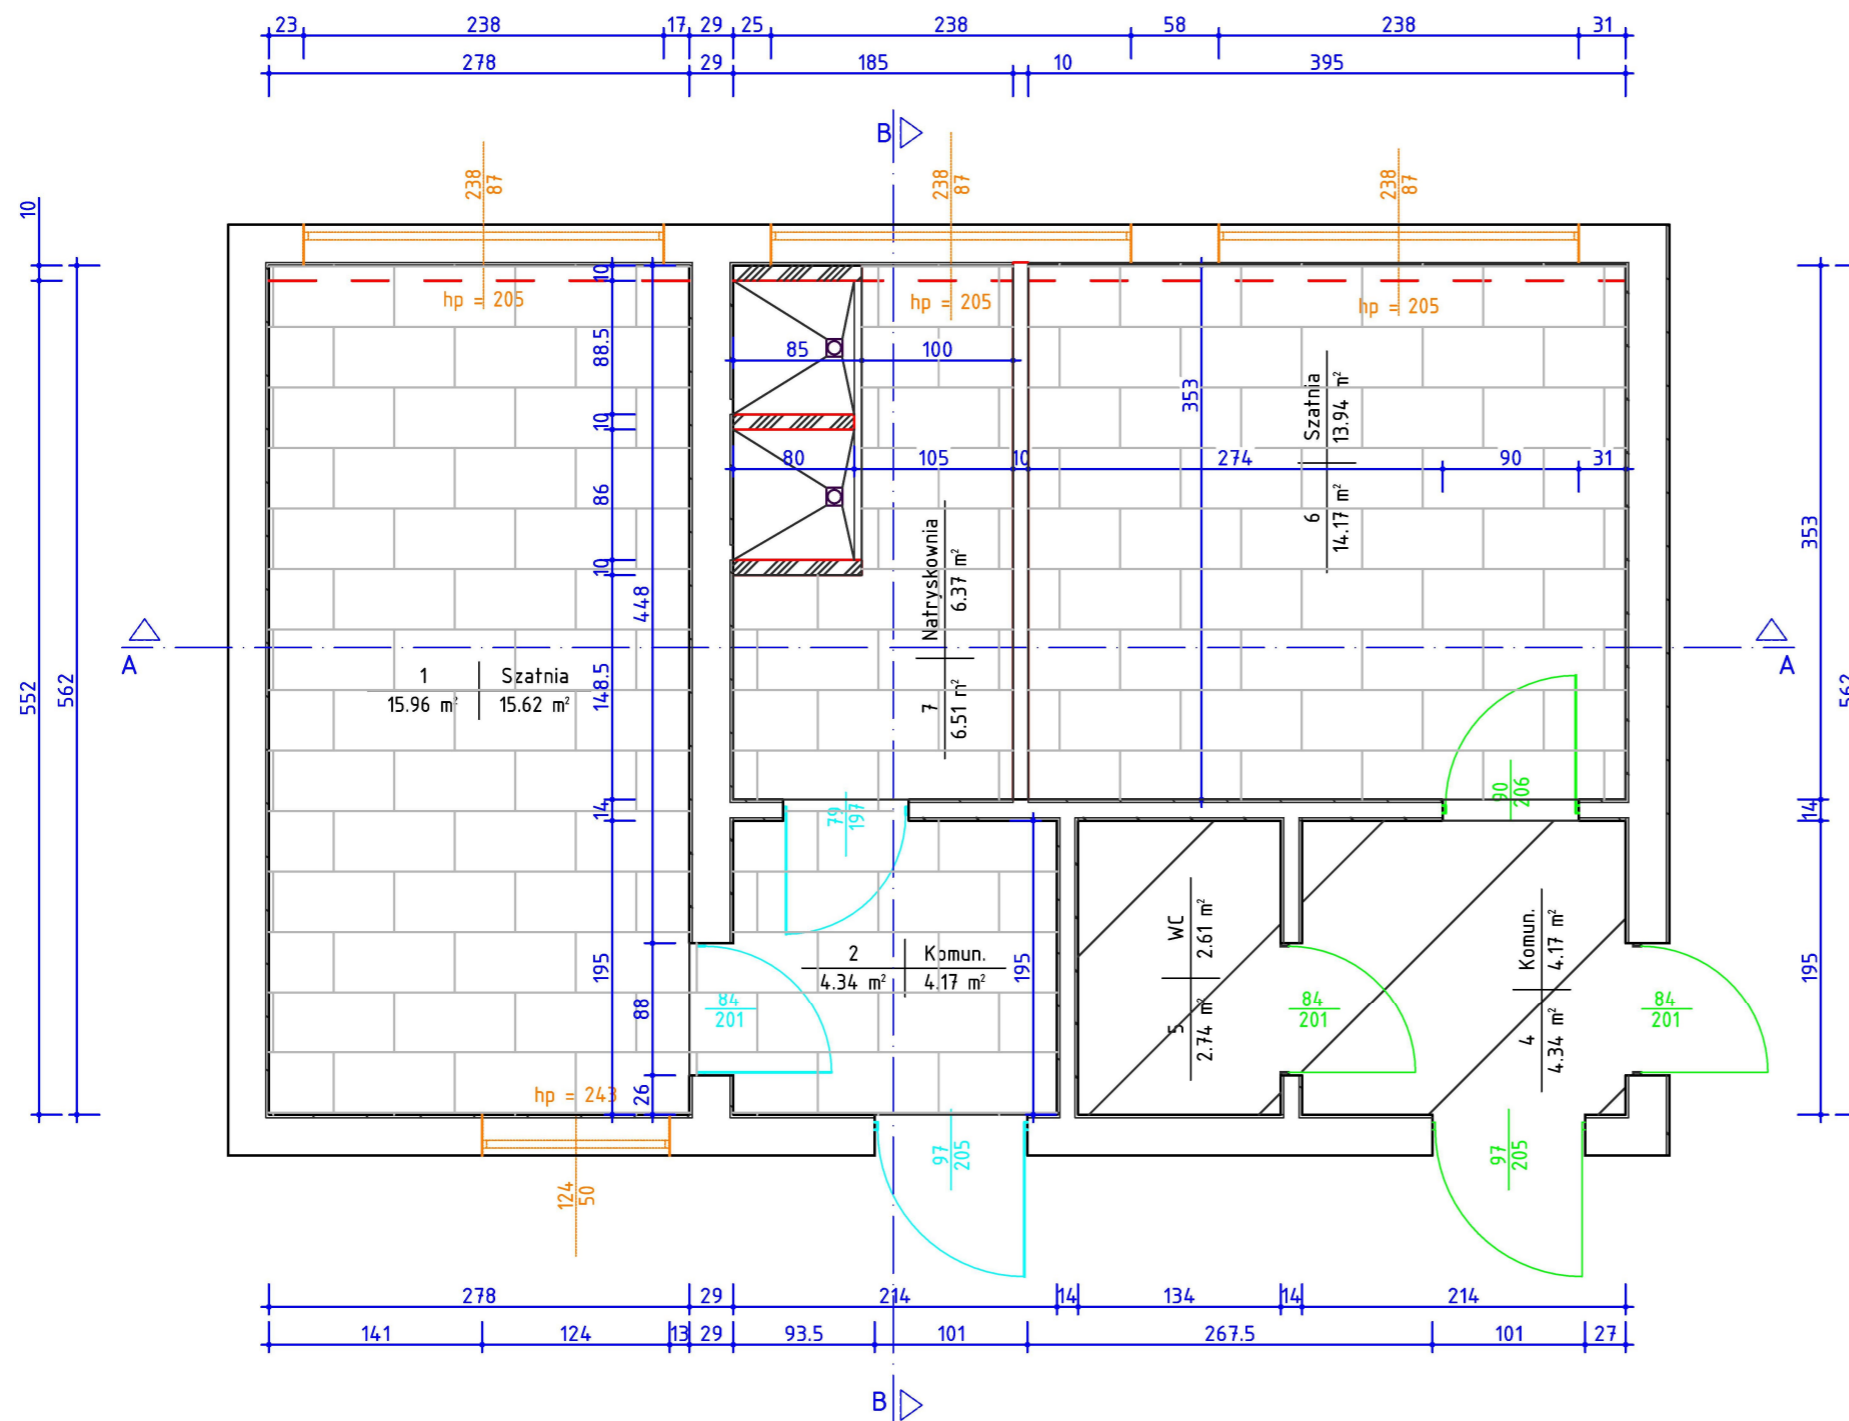 23 238 17 29 25 238 58 238 31
278 29 185 10 395
B
238
87
238
87
238
87
10
552
562
hp = 205
hp = 205
hp = 205
10
88.5
10
86
10
148.5
14
195
448
88
26
85 100
80 105 10 274 90 31
353
353
14
195
562
6 Szatnia
14.17 m² 13.94 m²
7 Natryskownia
6.51 m² 6.37 m²
A
A
1 Szatnia
15.96 m² 15.62 m²
79
197
90
206
2 Komun.
4.34 m² 4.17 m²
195
5 WC
2.74 m² 2.61 m²
4 Komun.
4.34 m² 4.17 m²
84
201
84
201
84
201
hp = 243
124
50
97
205
97
205
278 29 214 14 134 14 214
141 124 13 29 93.5 101 267.5 101 27
B